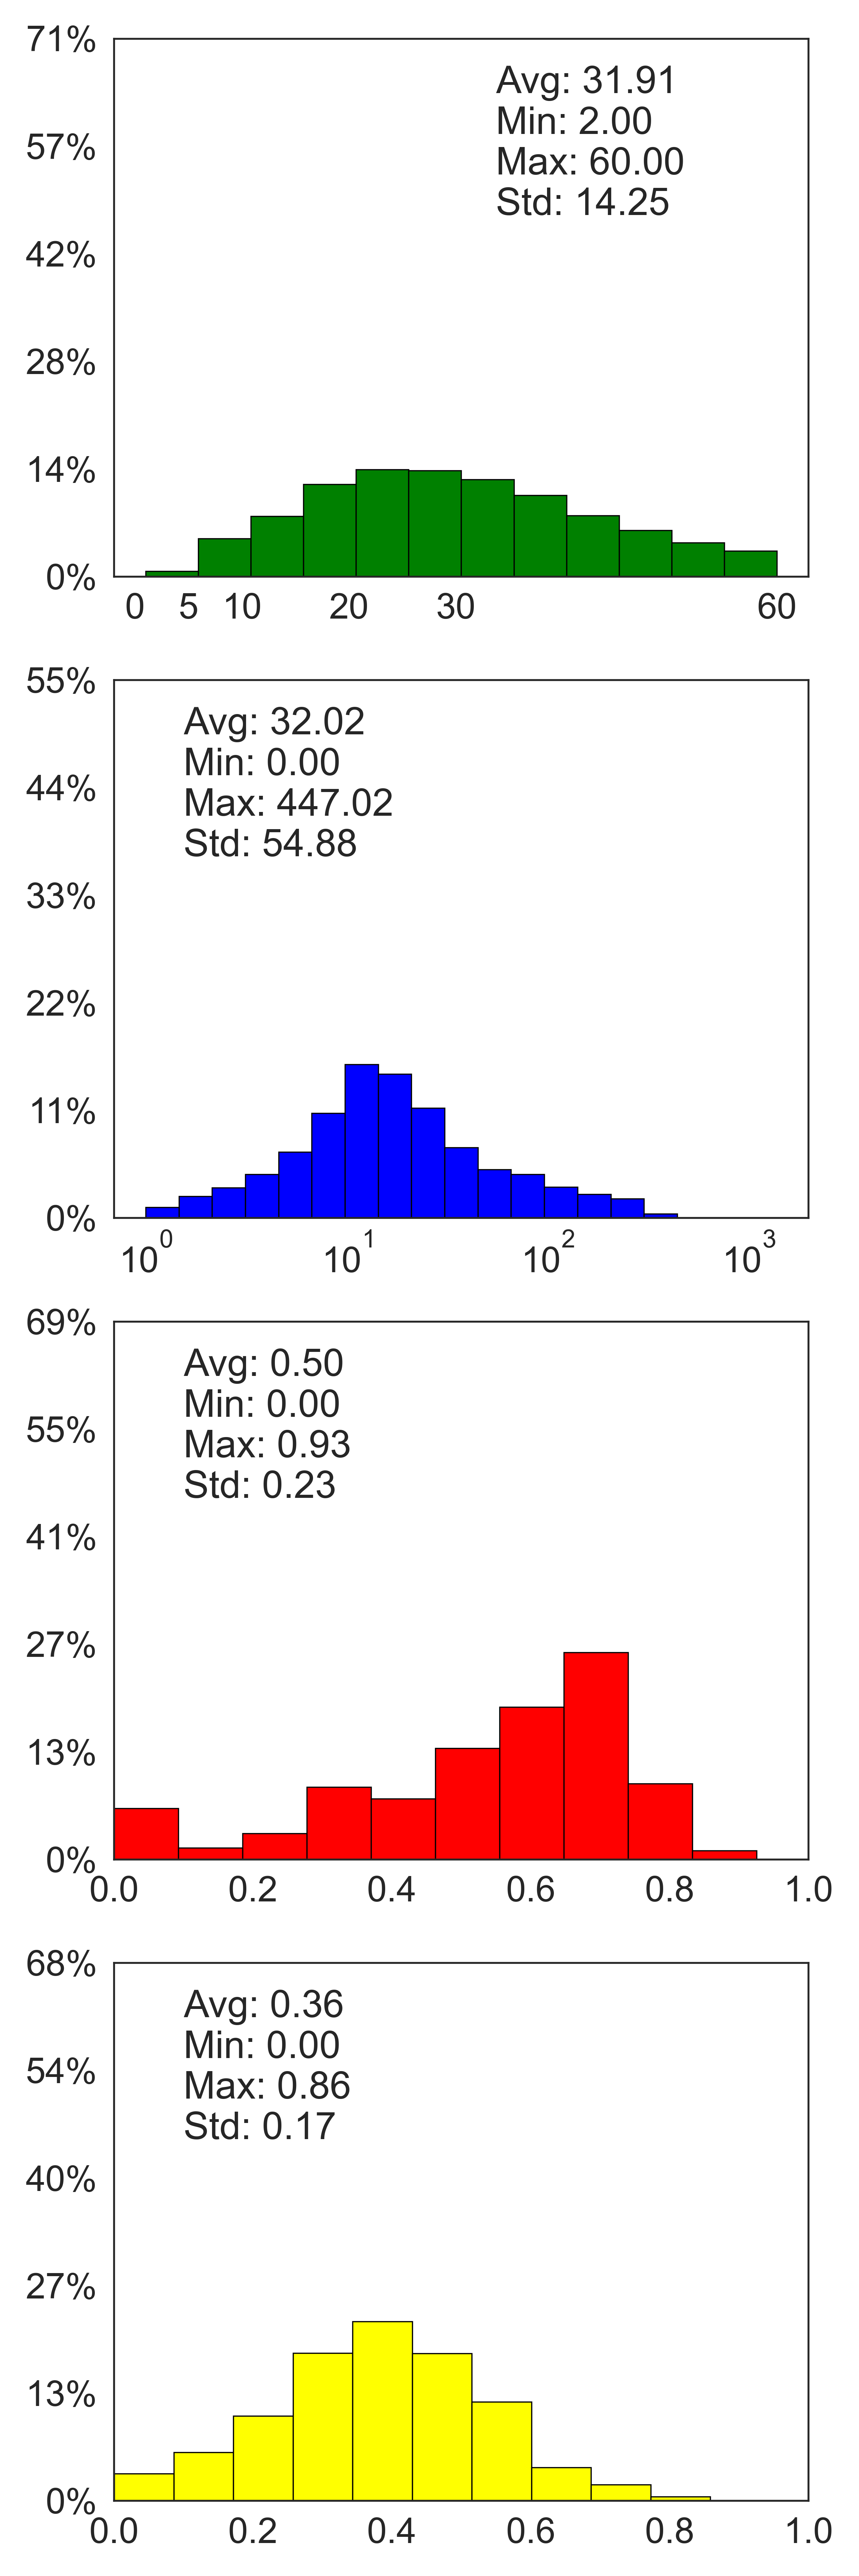 71%
Avg: 31.91
Min: 2.00
57%
Max: 60.00
Std: 14.25
42%
28%
14%
0%
0 5 10 20 30 60
55%
Avg: 32.02
Min: 0.00
44%
Max: 447.02
Std: 54.88
33%
22%
11%
0%
10^0 10^1 10^2 10^3
69%
Avg: 0.50
Min: 0.00
55%
Max: 0.93
Std: 0.23
41%
27%
13%
0%
0.0 0.2 0.4 0.6 0.8 1.0
68%
Avg: 0.36
Min: 0.00
54%
Max: 0.86
Std: 0.17
40%
27%
13%
0%
0.0 0.2 0.4 0.6 0.8 1.0